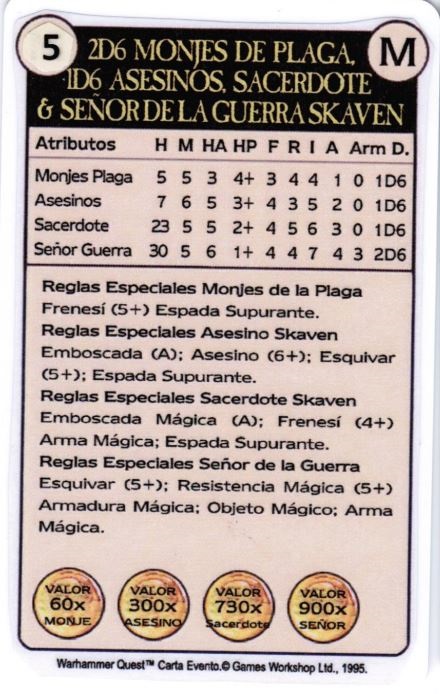 5
2D6 MONJES DE PLAGA,
1D6 ASESINOS, SACERDOTE
& SEÑOR DE LA GUERRA SKAVEN
M
Atributos H M HA HP F R I A Arm D.
Monjes Plaga 5 5 3 4+ 3 4 4 1 0 1D6
Asesinos 7 6 5 3+ 4 3 5 2 0 1D6
Sacerdote 23 5 5 2+ 4 5 6 3 0 1D6
Señor Guerra 30 5 6 1+ 4 4 7 4 3 2D6
Reglas Especiales Monjes de la Plaga
Frenesí (5+) Espada Supurante.
Reglas Especiales Asesino Skaven
Emboscada (A); Asesino (6+); Esquivar
(5+); Espada Supurante.
Reglas Especiales Sacerdote Skaven
Emboscada Mágica (A); Frenesí (4+)
Arma Mágica; Espada Supurante.
Reglas Especiales Señor de la Guerra
Esquivar (5+); Resistencia Mágica (5+)
Armadura Mágica; Objeto Mágico; Arma
Mágica.
VALOR
60x
MONJE
VALOR
300x
ASESINO
VALOR
730x
Sacerdote
VALOR
900x
SEÑOR
Warhammer Quest™ Carta Evento.© Games Workshop Ltd., 1995.